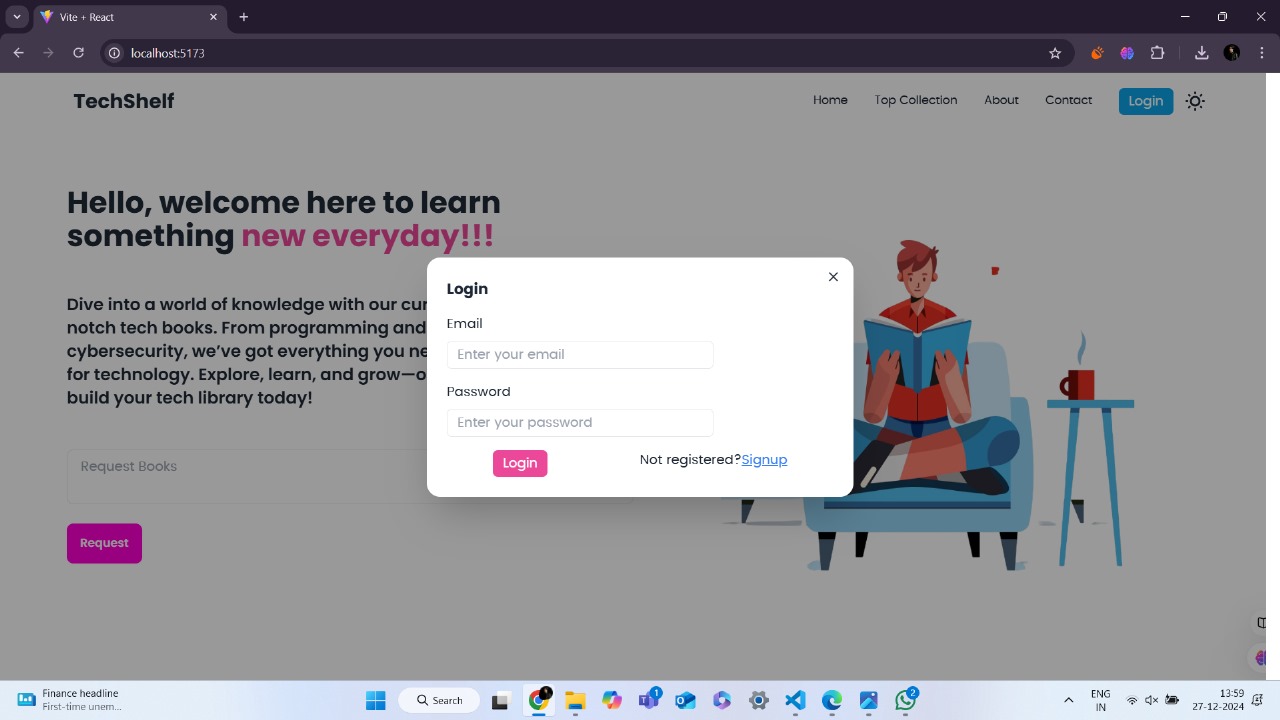 Vite + React
localhost:5173
TechShelf
Home
Top Collection
About
Contact
Login
Hello, welcome here to learn
something new everyday!!!
Dive into a world of knowledge with our cur
notch tech books. From programming and
cybersecurity, we've got everything you ne
for technology. Explore, learn, and grow—o
build your tech library today!
Request Books
Request
Login
Email
Enter your email
Password
Enter your password
Login
Not registered?Signup
Finance headline
First-time unem...
Search
1
2
ENG
IN
13:59
27-12-2024